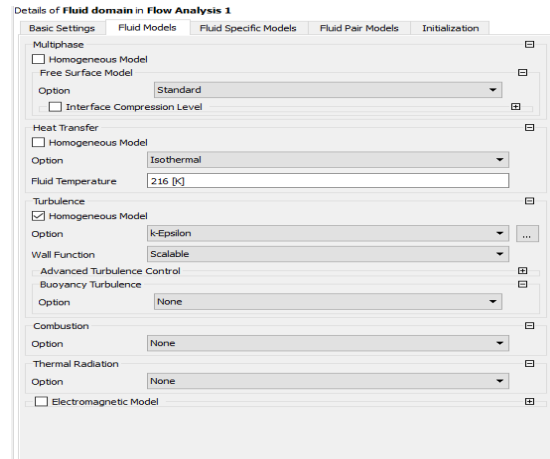 Details of Fluid domain in Flow Analysis 1
Basic Settings Fluid Models Fluid Specific Models Fluid Pair Models Initialization
Multiphase
Homogeneous Model
Free Surface Model
Option Standard
Interface Compression Level
Heat Transfer
Homogeneous Model
Option Isothermal
Fluid Temperature 216 [K]
Turbulence
Homogeneous Model
Option k-Epsilon ...
Wall Function Scalable
Advanced Turbulence Control
Buoyancy Turbulence
Option None
Combustion
Option None
Thermal Radiation
Option None
Electromagnetic Model